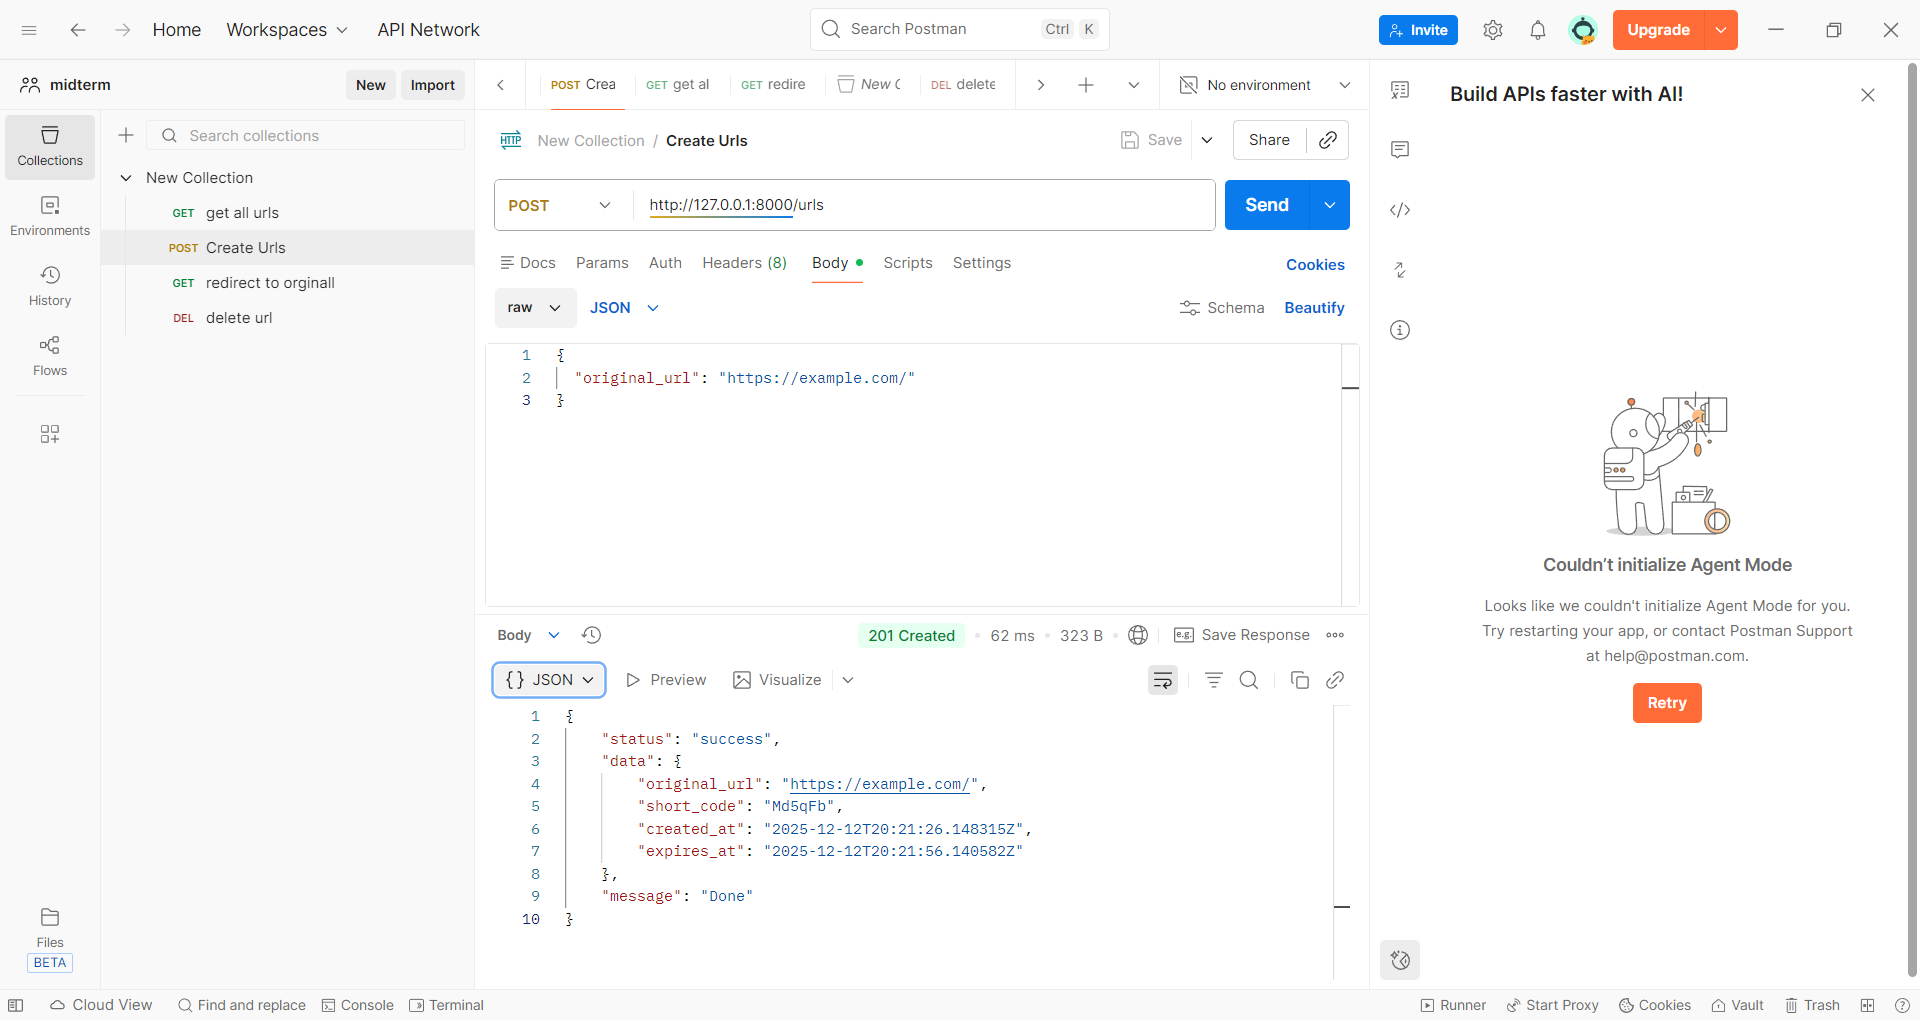 Home
Workspaces
API Network
Search Postman
Ctrl
K
Invite
Upgrade
midterm
New
Import
POST Crea
GET get al
GET redire
New C
DEL delete
No environment
Build APIs faster with AI!
Collections
Environments
History
Flows
Files
BETA
Search collections
New Collection
GET get all urls
POST Create Urls
GET redirect to orginall
DEL delete url
HTTP New Collection / Create Urls
Save
Share
POST
http://127.0.0.1:8000/urls
Send
Docs
Params
Auth
Headers (8)
Body
Scripts
Settings
Cookies
raw
JSON
Schema
Beautify
1 {
2 "original_url": "https://example.com/"
3 }
Body
201 Created
62 ms
323 B
e.g. Save Response
{} JSON
Preview
Visualize
1 {
2 "status": "success",
3 "data": {
4 "original_url": "https://example.com/",
5 "short_code": "Md5qFb",
6 "created_at": "2025-12-12T20:21:26.148315Z",
7 "expires_at": "2025-12-12T20:21:56.140582Z"
8 },
9 "message": "Done"
10 }
Couldn't initialize Agent Mode
Looks like we couldn't initialize Agent Mode for you.
Try restarting your app, or contact Postman Support
at help@postman.com.
Retry
Cloud View
Find and replace
Console
Terminal
Runner
Start Proxy
Cookies
Vault
Trash